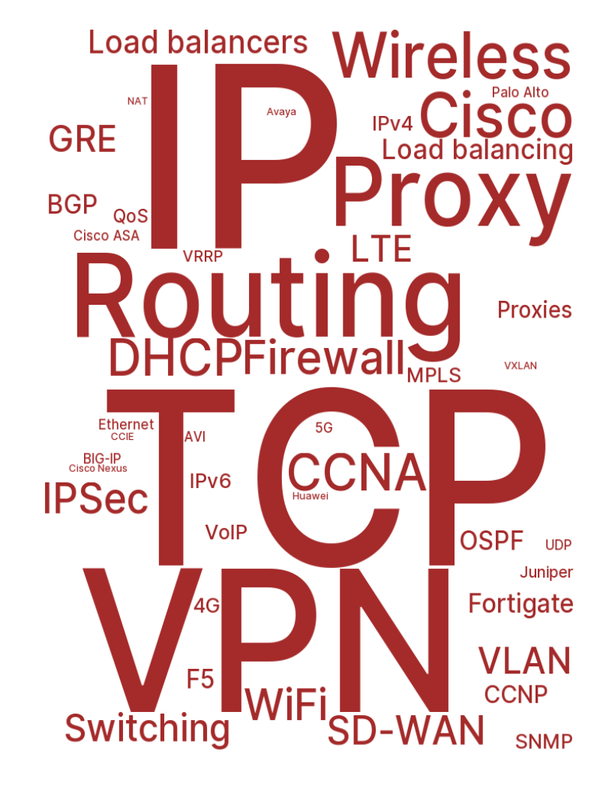 Load balancers
Wireless
Palo Alto
NAT
IP
Avaya
IPv4
Cisco
GRE
Load balancing
Proxy
BGP
QoS
Cisco ASA
VRRP
LTE
Routing
Proxies
DHCP
Firewall
MPLS
VXLAN
TCP
Ethernet
CCIE
AVI
5G
BIG-IP
Cisco Nexus
CCNA
IPv6
Huawei
IPSec
VoIP
OSPF
UDP
Juniper
VPN
4G
Fortigate
F5
VLAN
CCNP
WiFi
Switching
SD-WAN
SNMP